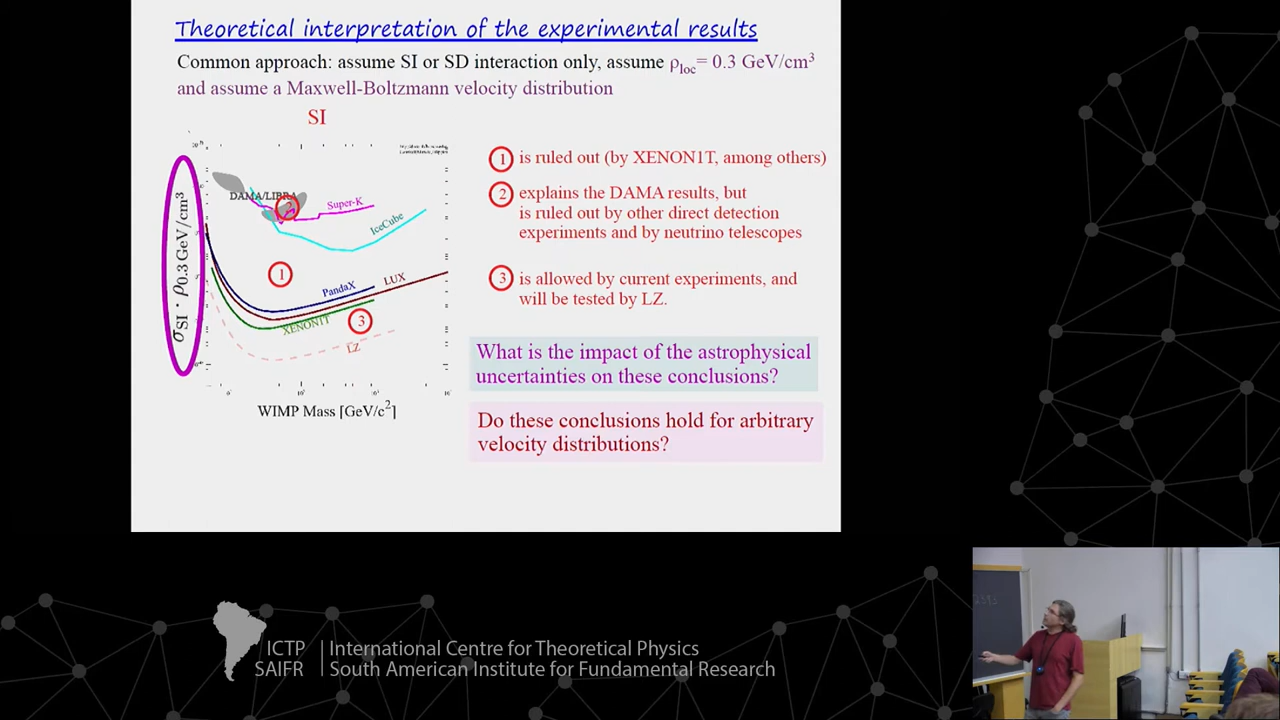 Theoretical interpretation of the experimental results
Common approach: assume SI or SD interaction only, assume ρloc= 0.3 GeV/cm³
and assume a Maxwell-Boltzmann velocity distribution
SI
σSI · ρ0.3 GeV/cm³
DAMA/LIBRA
2
Super-K
IceCube
1
PandaX
LUX
XENON1T
3
LZ
WIMP Mass [GeV/c²]
1 is ruled out (by XENON1T, among others)
2 explains the DAMA results, but
is ruled out by other direct detection
experiments and by neutrino telescopes
3 is allowed by current experiments, and
will be tested by LZ.
What is the impact of the astrophysical
uncertainties on these conclusions?
Do these conclusions hold for arbitrary
velocity distributions?
ICTP International Centre for Theoretical Physics
SAIFR South American Institute for Fundamental Research